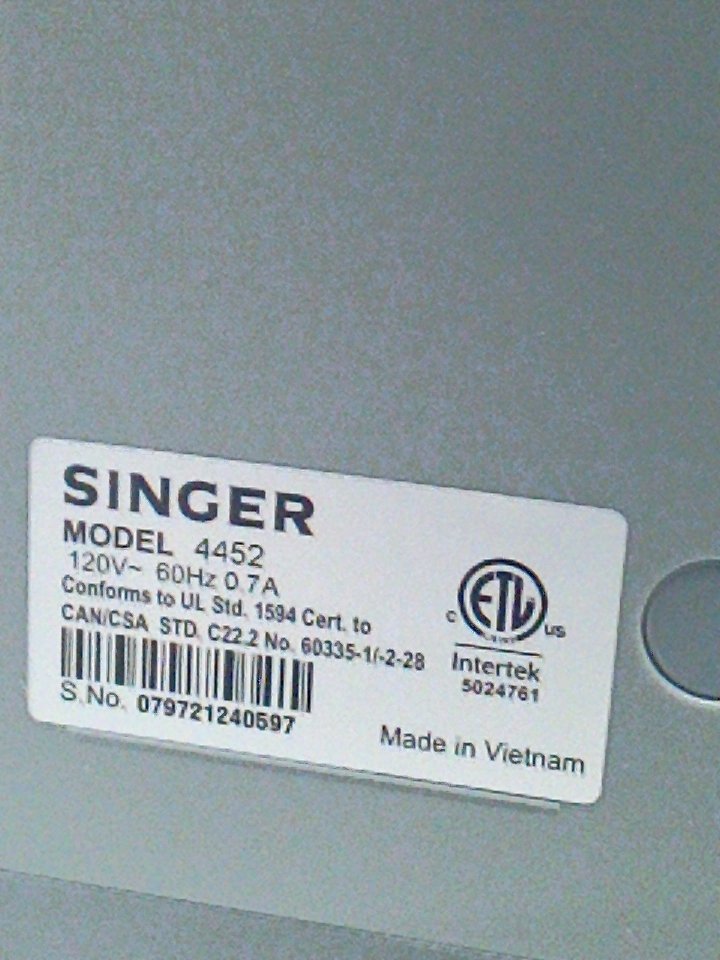 SINGER
MODEL 4452
120V~ 60Hz 0.7A
Conforms to UL Std. 1594 Cert. to
CAN/CSA STD. C22.2 No. 60335-1/-2-28
S.No. 079721240597
ETL
C US
Intertek
5024761
Made in Vietnam